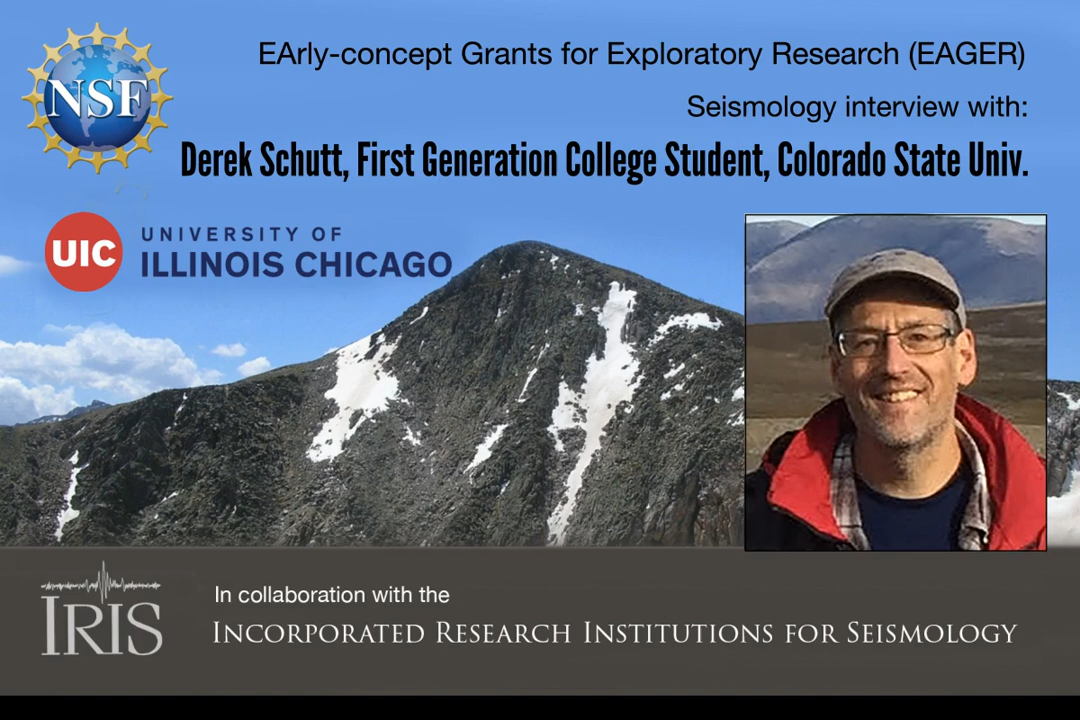 NSF
EArly-concept Grants for Exploratory Research (EAGER)
Seismology interview with:
Derek Schutt, First Generation College Student, Colorado State Univ.
UIC
UNIVERSITY OF
ILLINOIS CHICAGO
IRIS
In collaboration with the
INCORPORATED RESEARCH INSTITUTIONS FOR SEISMOLOGY